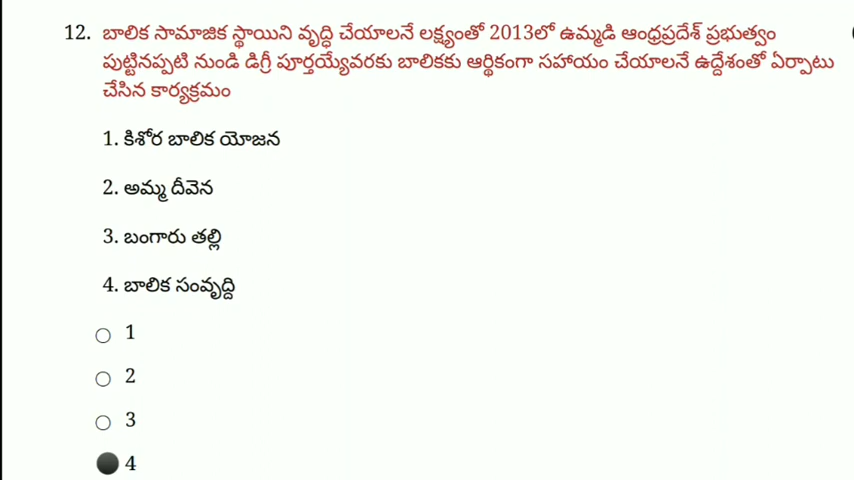 12. బాలిక సామాజిక స్థాయిని వృద్ధి చేయాలనే లక్ష్యంతో 2013లో ఉమ్మడి ఆంధ్రప్రదేశ్ ప్రభుత్వం
పుట్టినప్పటి నుండి డిగ్రీ పూర్తయ్యేవరకు బాలికకు ఆర్థికంగా సహాయం చేయాలనే ఉద్దేశంతో ఏర్పాటు
చేసిన కార్యక్రమం
1. కిశోర బాలిక యోజన
2. అమ్మ దీవెన
3. బంగారు తల్లి
4. బాలిక సంవృద్ది
1
2
3
4